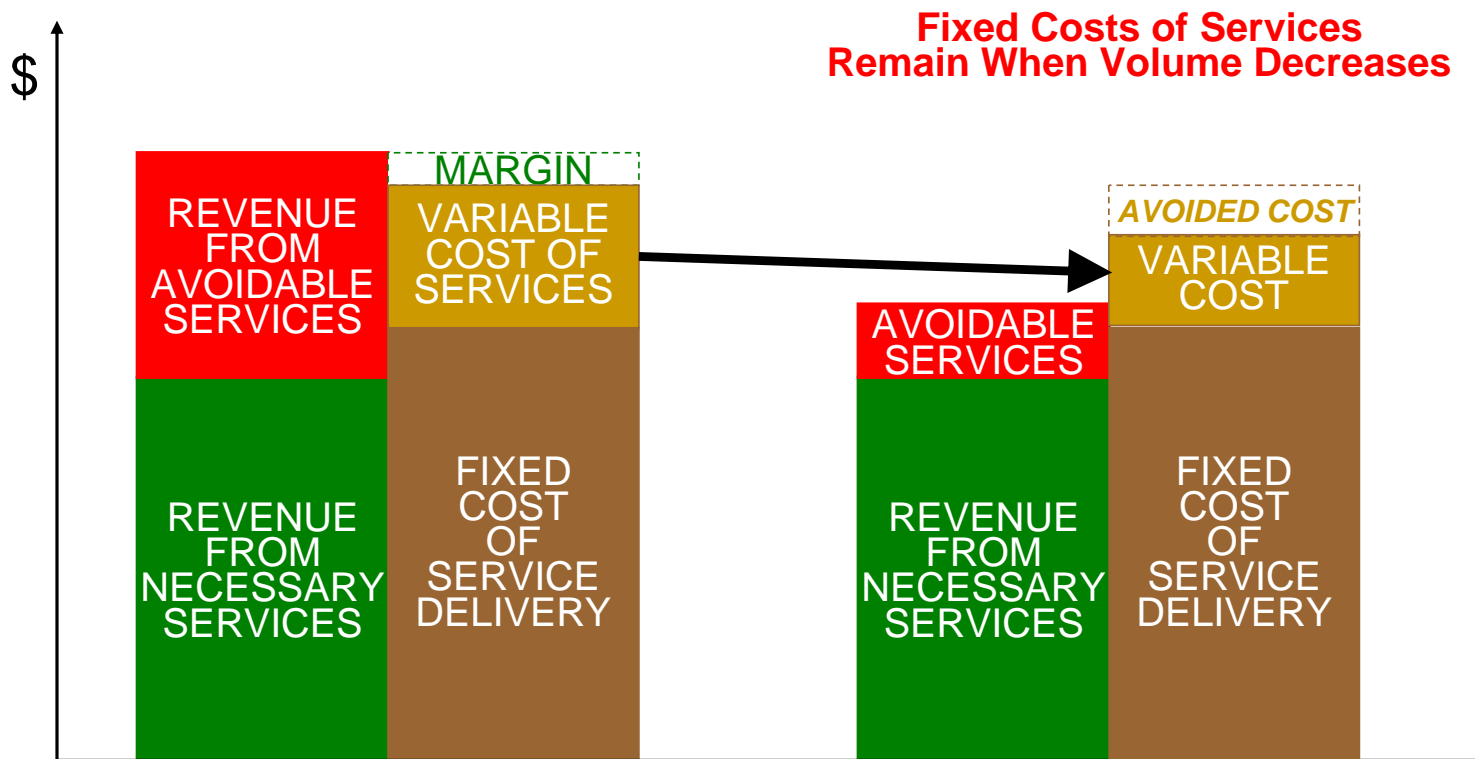 Fixed Costs of Services
Remain When Volume Decreases
$
REVENUE
FROM
AVOIDABLE
SERVICES
MARGIN
VARIABLE
COST OF
SERVICES
REVENUE
FROM
NECESSARY
SERVICES
FIXED
COST
OF
SERVICE
DELIVERY
AVOIDED COST
VARIABLE
COST
AVOIDABLE
SERVICES
REVENUE
FROM
NECESSARY
SERVICES
FIXED
COST
OF
SERVICE
DELIVERY